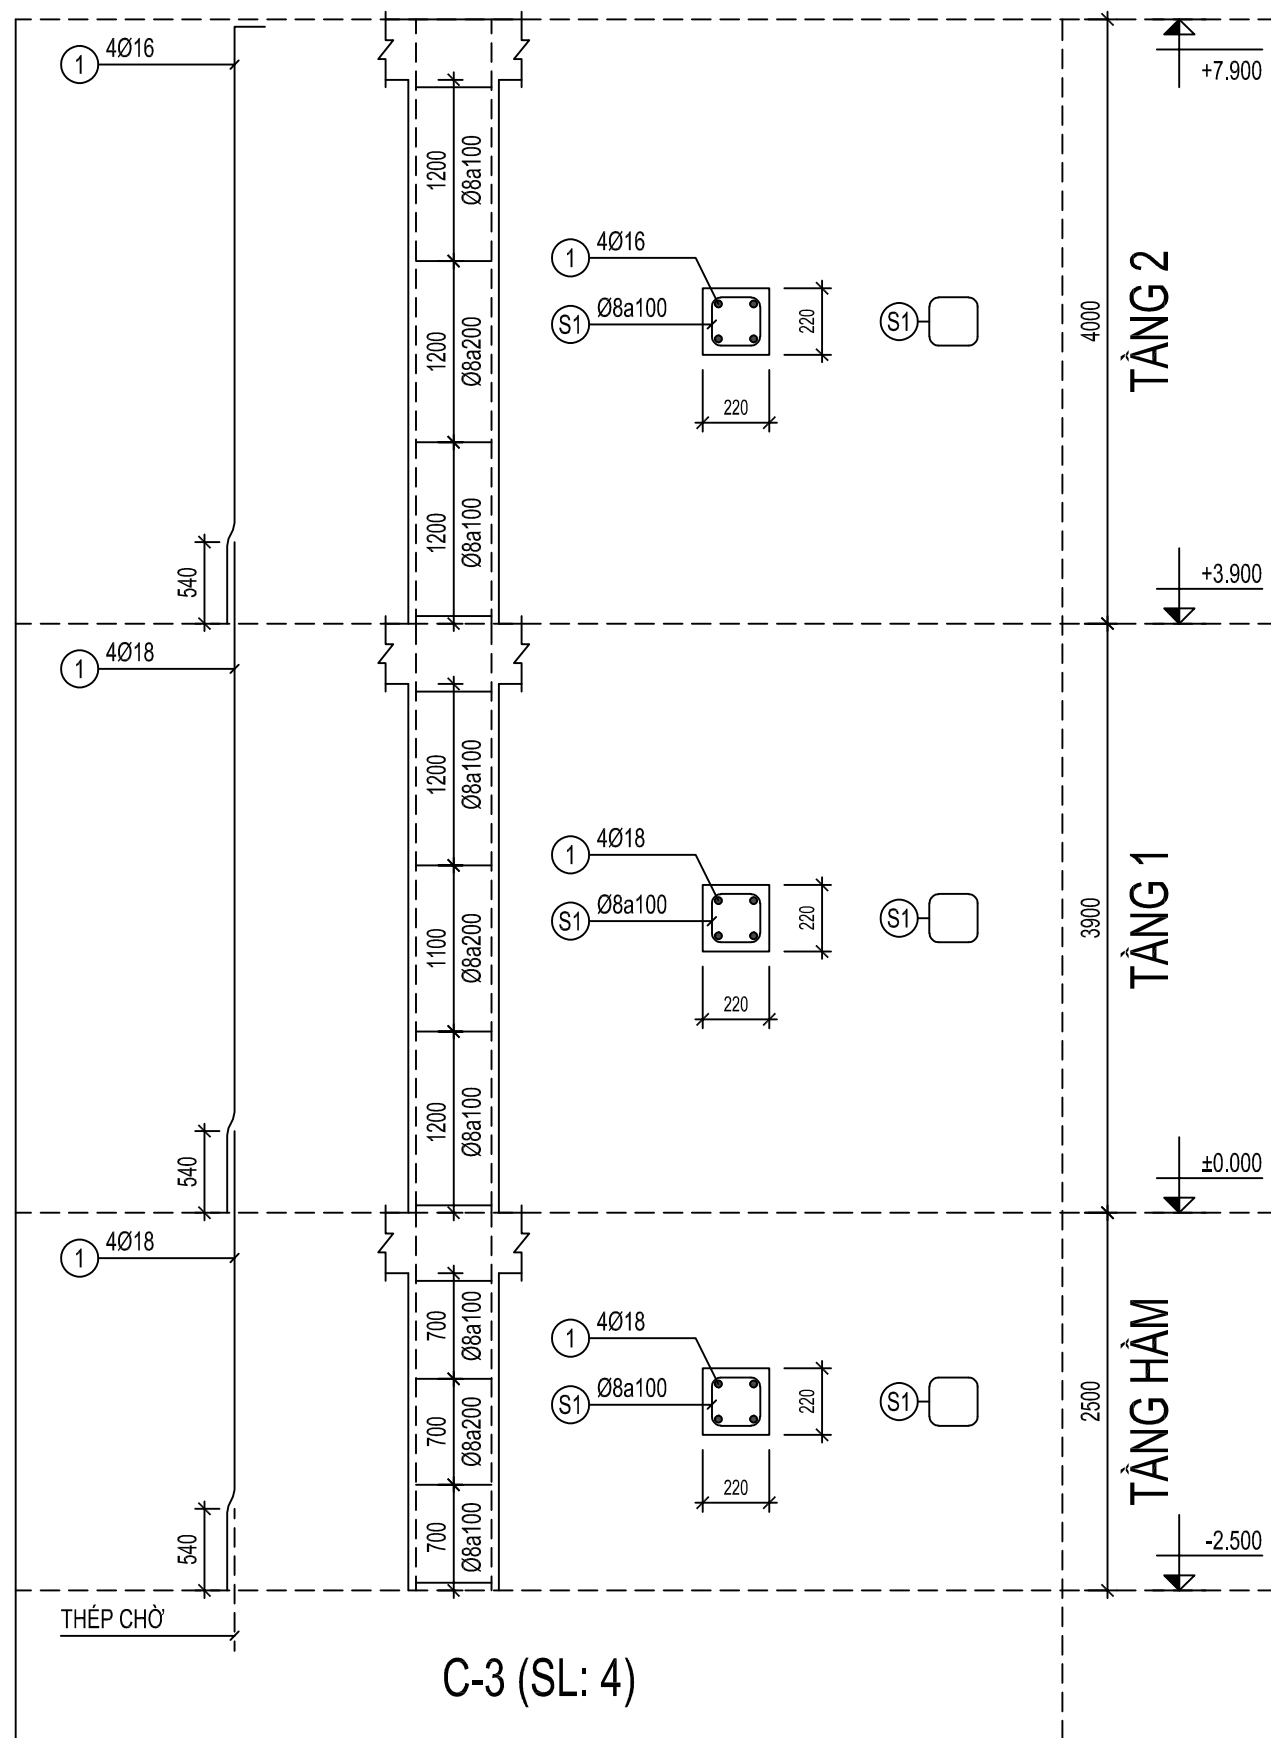 1 4Ø16
+7.900
1200 Ø8a100
1 4Ø16
S1 Ø8a100
220
220
S1
1200 Ø8a200
4000
TẦNG 2
1200 Ø8a100
540
+3.900
1 4Ø18
1200 Ø8a100
1 4Ø18
S1 Ø8a100
220
220
S1
1100 Ø8a200
3900
TẦNG 1
1200 Ø8a100
540
±0.000
1 4Ø18
700 Ø8a100
1 4Ø18
S1 Ø8a100
220
220
S1
700 Ø8a200
2500
TẦNG HẦM
700 Ø8a100
540
-2.500
THÉP CHỜ
C-3 (SL: 4)